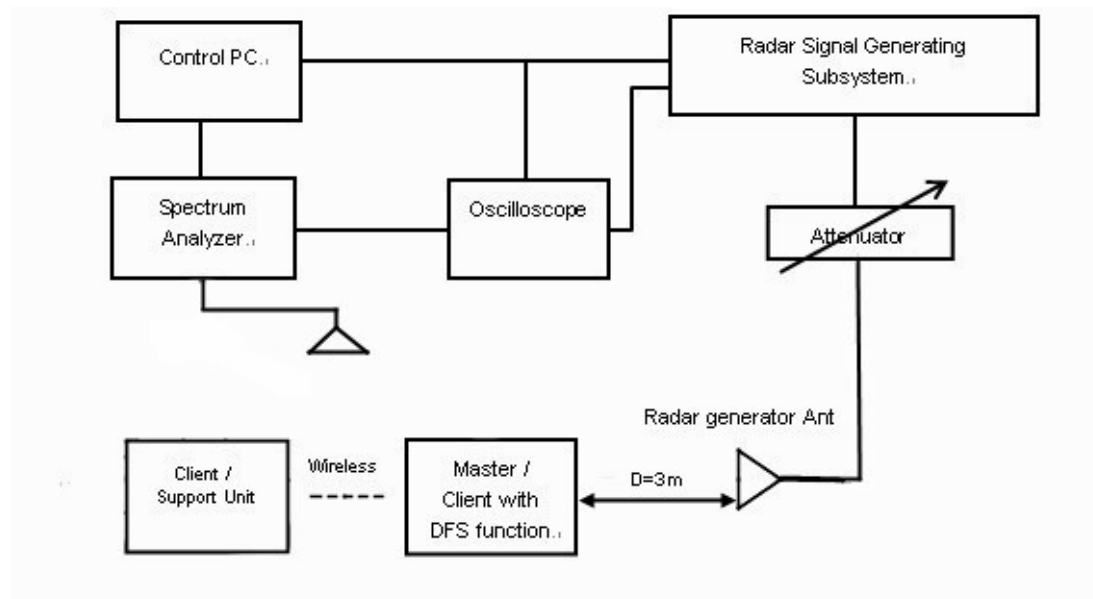 Control PC
Radar Signal Generating
Subsystem
Spectrum
Analyzer
Oscilloscope
Attenuator
Radar generator Ant
Client /
Support Unit
Wireless
Master /
Client with
DFS function
D=3m